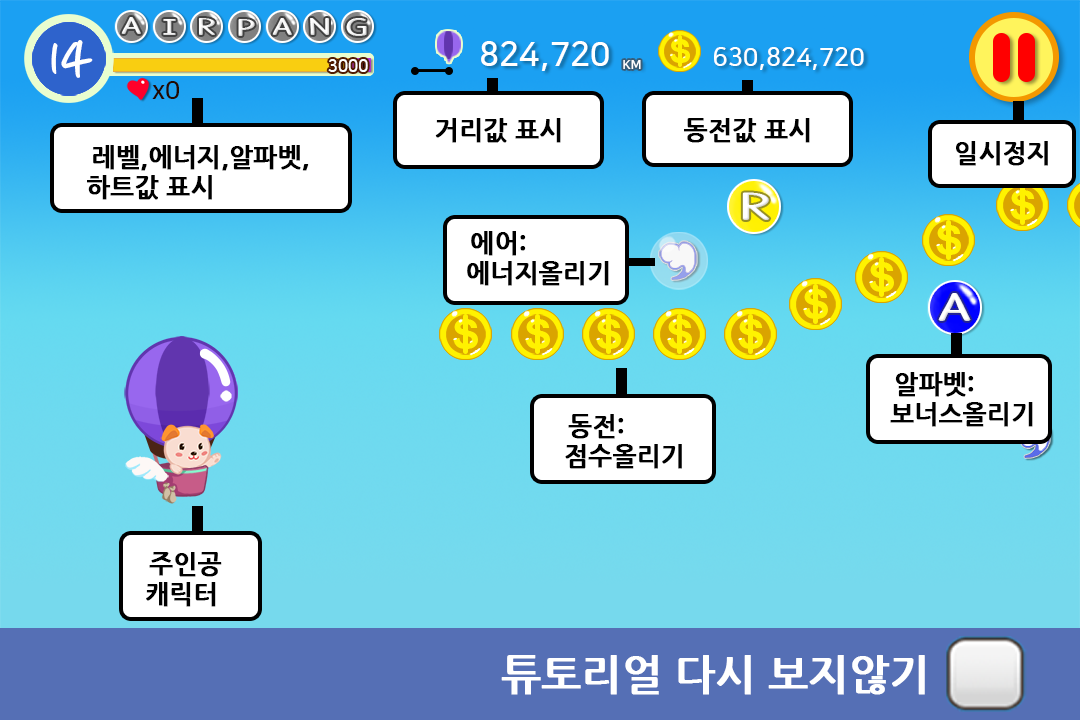 14
AIRPANG
3000
x0
824,720 KM
630,824,720
레벨,에너지,알파벳,
하트값 표시
거리값 표시
동전값 표시
일시정지
R
에어:
에너지올리기
A
동전:
점수올리기
알파벳:
보너스올리기
주인공
캐릭터
튜토리얼 다시 보지않기